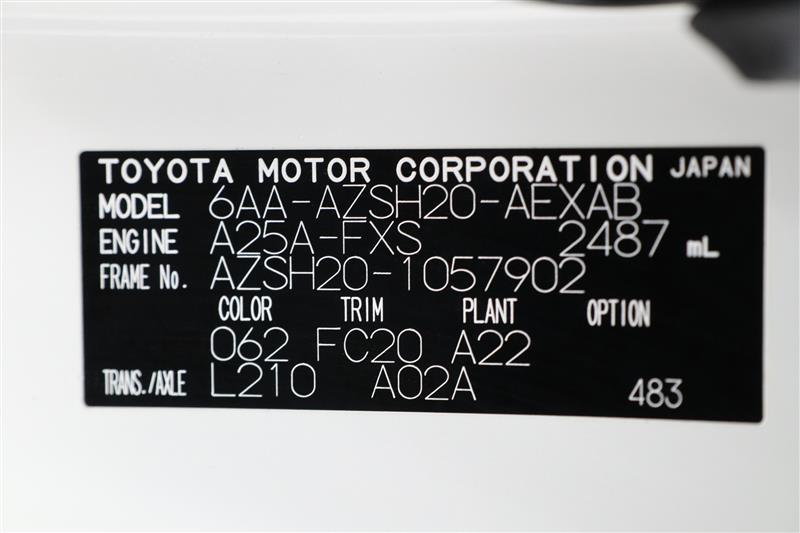 TOYOTA MOTOR CORPORATION JAPAN
MODEL 6AA-AZSH20-AEXAB
ENGINE A25A-FXS 2487 mL
FRAME No. AZSH20-1057902
COLOR TRIM PLANT OPTION
062 FC20 A22
TRANS./AXLE L210 A02A 483